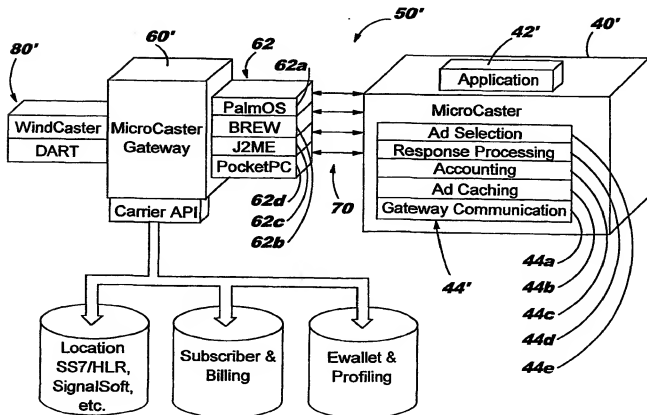 50'
40'
60'
62
42'
80'
62a
Application
PalmOS
WindCaster
MicroCaster
Gateway
BREW
MicroCaster
DART
J2ME
Ad Selection
PocketPC
Response Processing
Accounting
62d
70
Ad Caching
Carrier API
62c
Gateway Communication
62b
44'
44a
44b
44c
44d
44e
Location
SS7/HLR,
SignalSoft,
etc.
Subscriber &
Billing
Ewallet &
Profiling